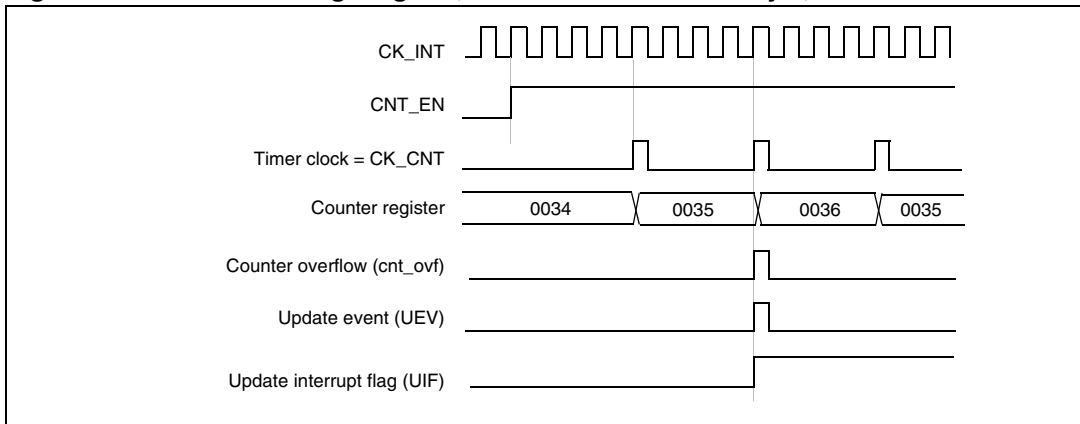 CK_INT
CNT_EN
Timer clock = CK_CNT
Counter register 0034 0035 0036 0035
Counter overflow (cnt_ovf)
Update event (UEV)
Update interrupt flag (UIF)